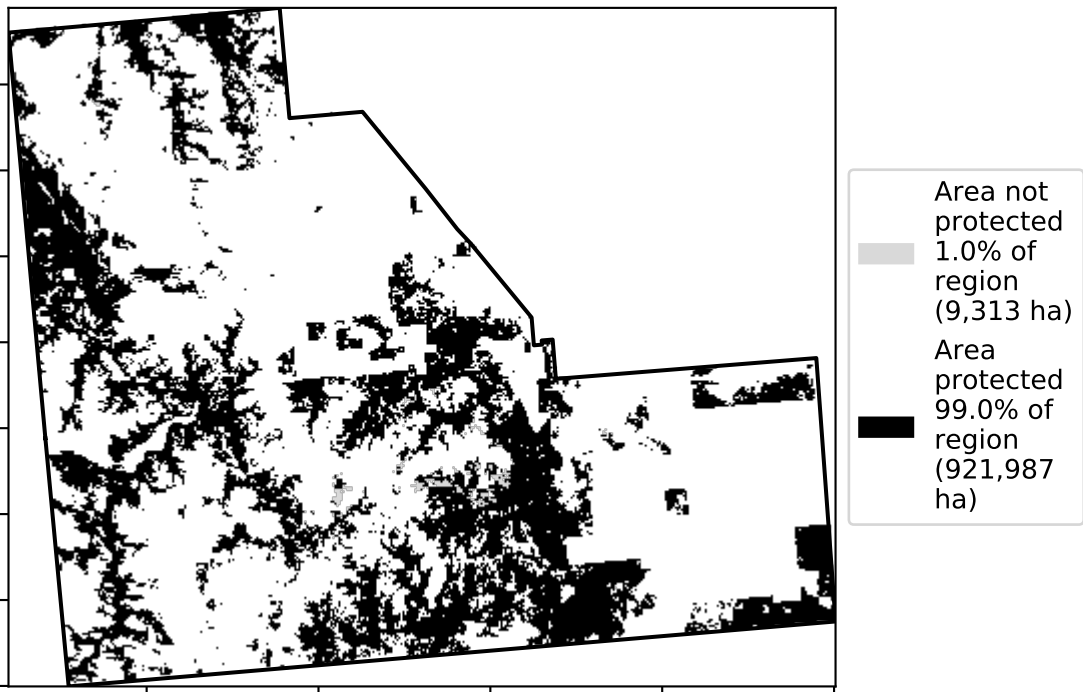 Area not
protected
1.0% of
region
(9,313 ha)
Area
protected
99.0% of
region
(921,987
ha)